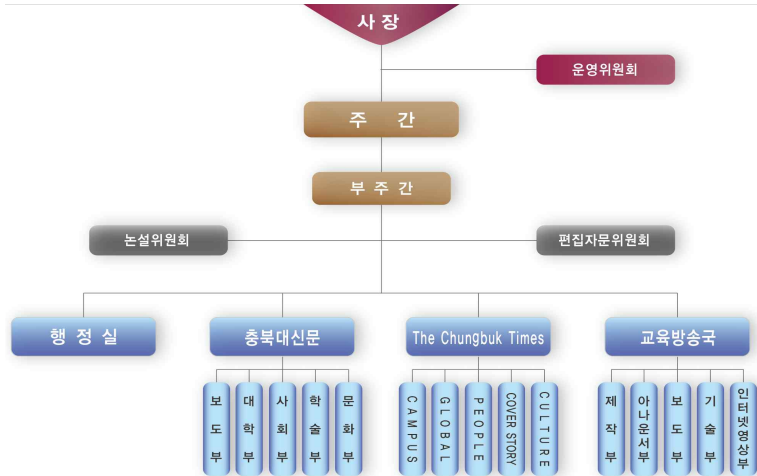 사장
운영위원회
주 간
부 주 간
논설위원회
편집자문위원회
행 정 실
충북대신문
The Chungbuk Times
교육방송국
보도부
대학부
사회부
학술부
문화부
CAMPUS
GLOBAL
PEOPLE
COVER STORY
CULTURE
제작부
아나운서부
보도부
기술부
인터넷영상부